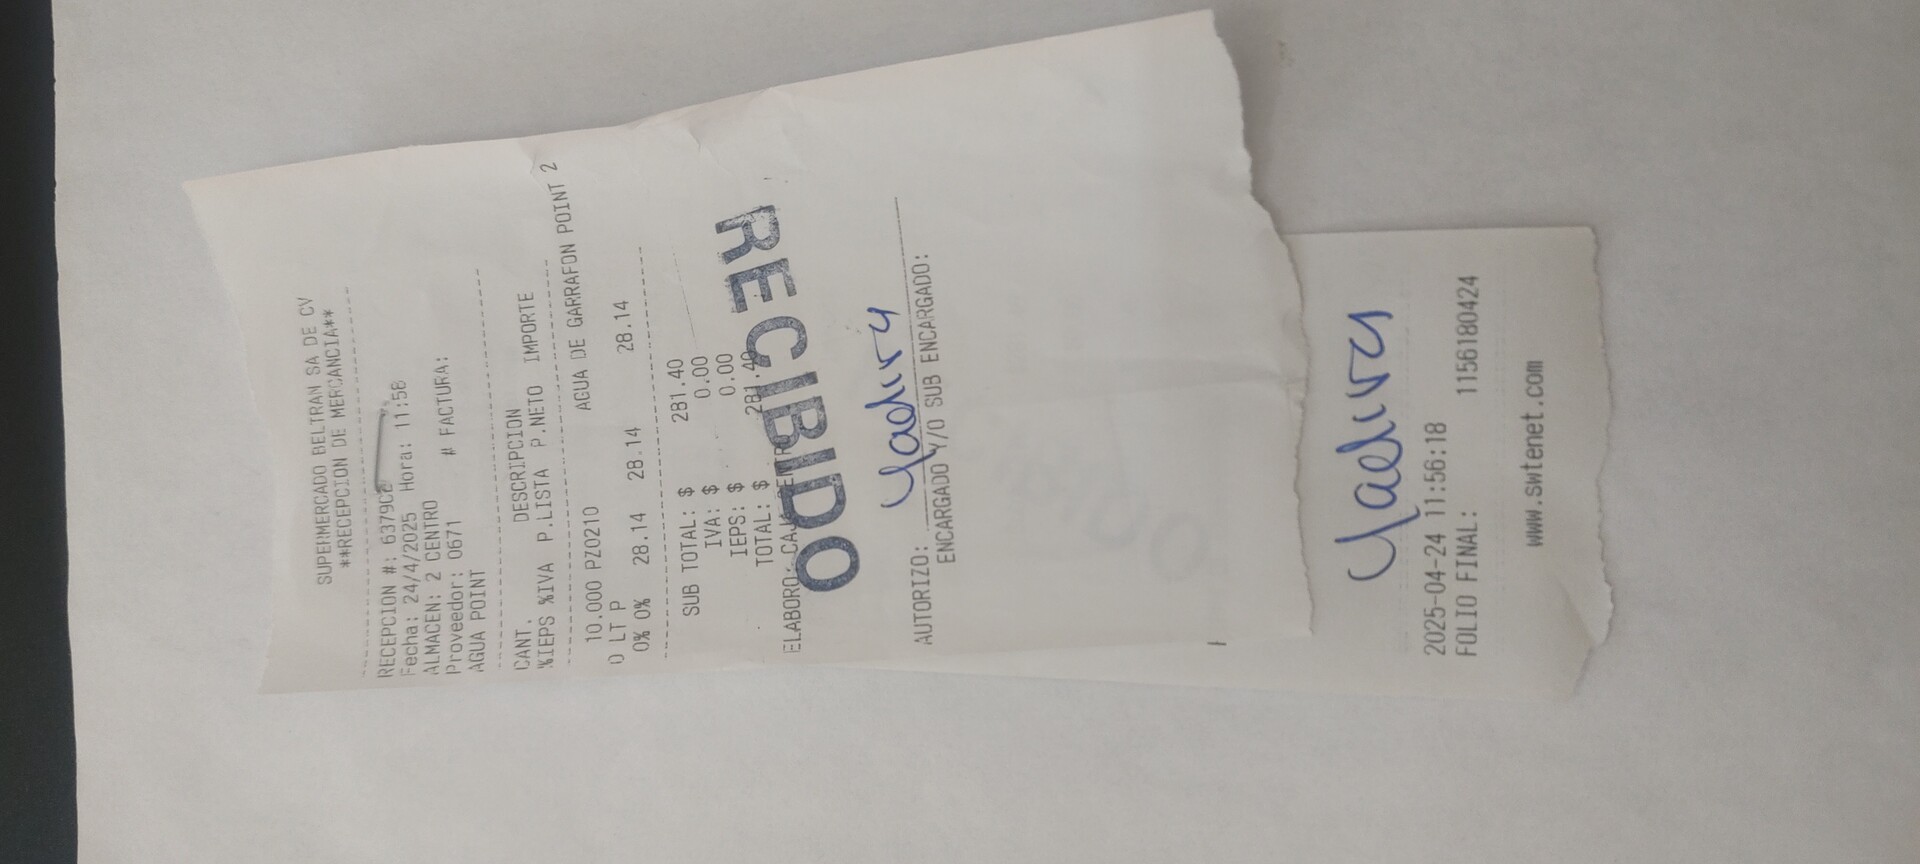 SUPERMERCADO BELTRAN SA DE CV
**RECEPCION DE MERCANCIA**
RECEPCION #:
Fecha: 24/4/2025 Hora: 11:58
ALMACEN: 2 CENTRO
Proveedor: 0671 # FACTURA:
AGUA POINT
CANT. DESCRIPCION
%IEPS %IVA P.LISTA P.NETO IMPORTE
10.000 PZ0210 AGUA DE GARRAFON POINT 2
0 LT P
0% 0% 28.14 28.14 28.14
SUB TOTAL: $ 281.40
IVA: $ 0.00
IEPS: $ 0.00
TOTAL: $ 281.40
ELABORO:
RECIBIDO
Yadira
AUTORIZO:
ENCARGADO Y/O SUB ENCARGADO:
Yadira
2025-04-24 11:56:18
FOLIO FINAL: 1156180424
www.swtenet.com